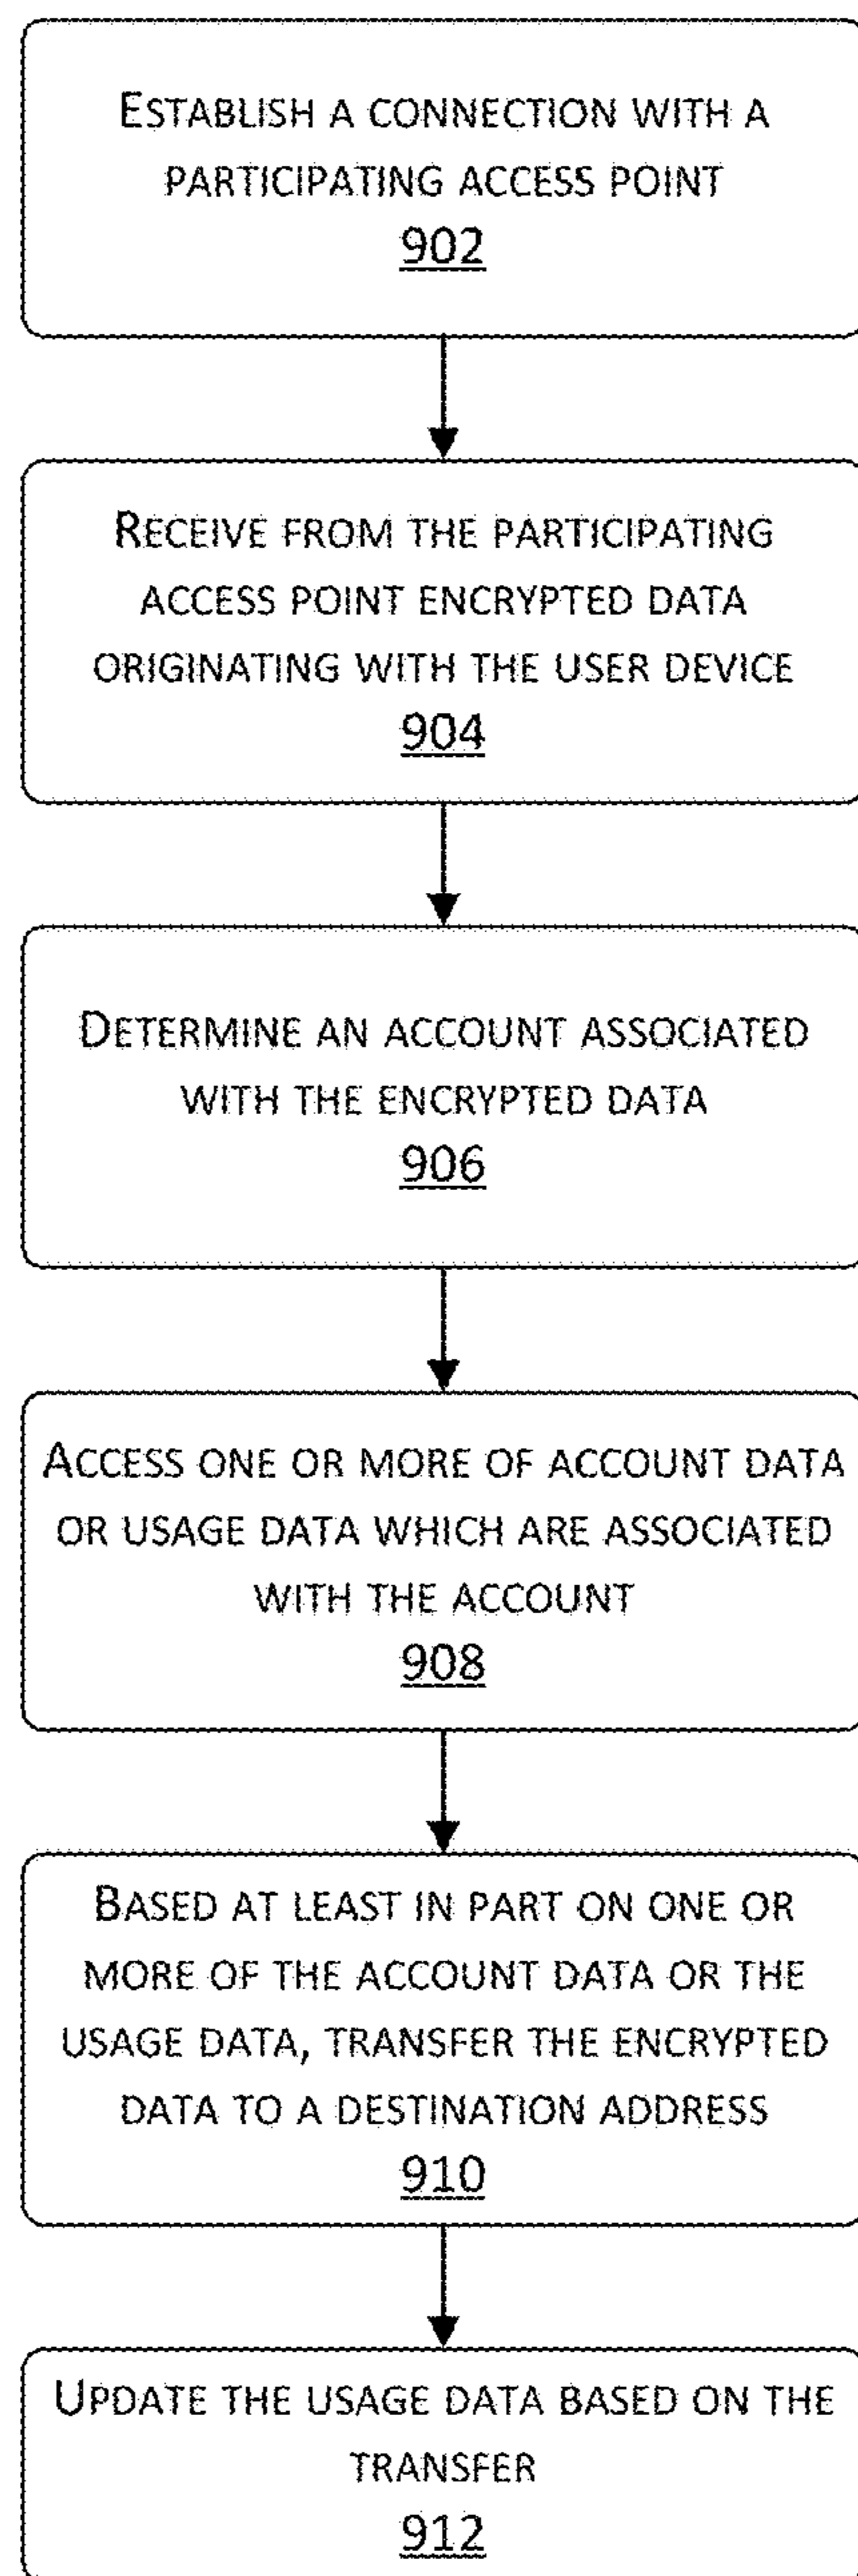 ESTABLISH A CONNECTION WITH A
PARTICIPATING ACCESS POINT
902
RECEIVE FROM THE PARTICIPATING
ACCESS POINT ENCRYPTED DATA
ORIGINATING WITH THE USER DEVICE
904
DETERMINE AN ACCOUNT ASSOCIATED
WITH THE ENCRYPTED DATA
906
ACCESS ONE OR MORE OF ACCOUNT DATA
OR USAGE DATA WHICH ARE ASSOCIATED
WITH THE ACCOUNT
908
BASED AT LEAST IN PART ON ONE OR
MORE OF THE ACCOUNT DATA OR THE
USAGE DATA, TRANSFER THE ENCRYPTED
DATA TO A DESTINATION ADDRESS
910
UPDATE THE USAGE DATA BASED ON THE
TRANSFER
912